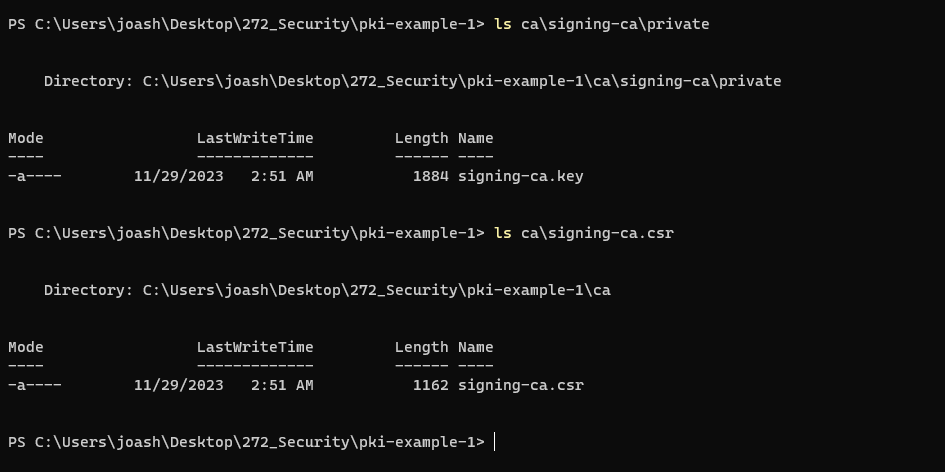 PS C:\Users\joash\Desktop\272_Security\pki-example-1> ls ca\signing-ca\private
Directory: C:\Users\joash\Desktop\272_Security\pki-example-1\ca\signing-ca\private
Mode LastWriteTime Length Name
---- ------------- ------ ----
-a---- 11/29/2023 2:51 AM 1884 signing-ca.key
PS C:\Users\joash\Desktop\272_Security\pki-example-1> ls ca\signing-ca.csr
Directory: C:\Users\joash\Desktop\272_Security\pki-example-1\ca
Mode LastWriteTime Length Name
---- ------------- ------ ----
-a---- 11/29/2023 2:51 AM 1162 signing-ca.csr
PS C:\Users\joash\Desktop\272_Security\pki-example-1>